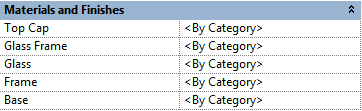 Materials and Finishes
Top Cap <By Category>
Glass Frame <By Category>
Glass <By Category>
Frame <By Category>
Base <By Category>